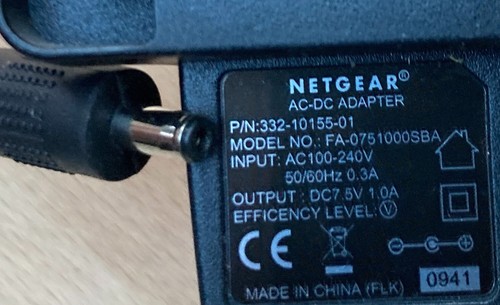 NETGEAR®
AC-DC ADAPTER
P/N:332-10155-01
MODEL NO.: FA-0751000SBA
INPUT: AC100-240V
50/60Hz 0.3A
OUTPUT : DC7.5V 1.0A
EFFICENCY LEVEL: Ⓥ
CE
MADE IN CHINA (FLK)
0941